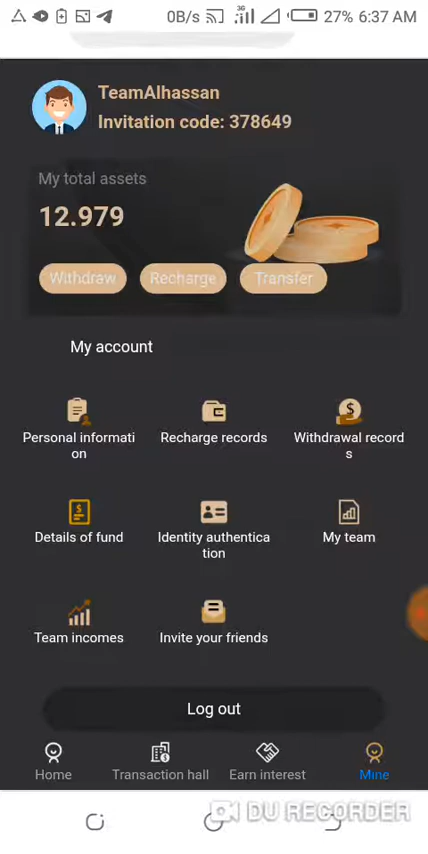 0B/s 3G 27% 6:37 AM
TeamAlhassan
Invitation code: 378649
My total assets
12.979
Withdraw Recharge Transfer
My account
Personal informati
on
Recharge records
Withdrawal record
s
Details of fund
Identity authentica
tion
My team
Team incomes
Invite your friends
Log out
Home Transaction hall Earn interest Mine
DU RECORDER